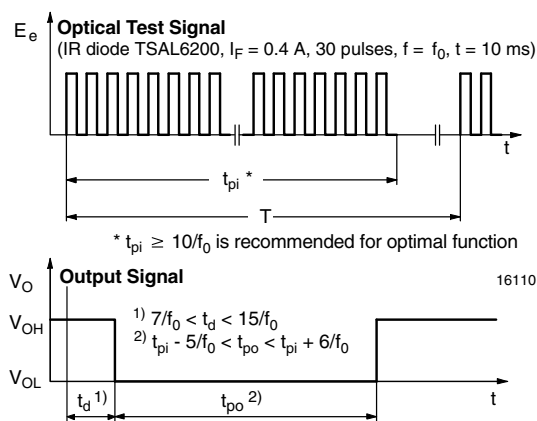 E_e
Optical Test Signal
(IR diode TSAL6200, I_F = 0.4 A, 30 pulses, f = f_0, t = 10 ms)
t
t_pi *
T
* t_pi ≥ 10/f_0 is recommended for optimal function
V_O
Output Signal
16110
V_OH
1) 7/f_0 < t_d < 15/f_0
2) t_pi - 5/f_0 < t_po < t_pi + 6/f_0
V_OL
t_d 1)
t_po 2)
t